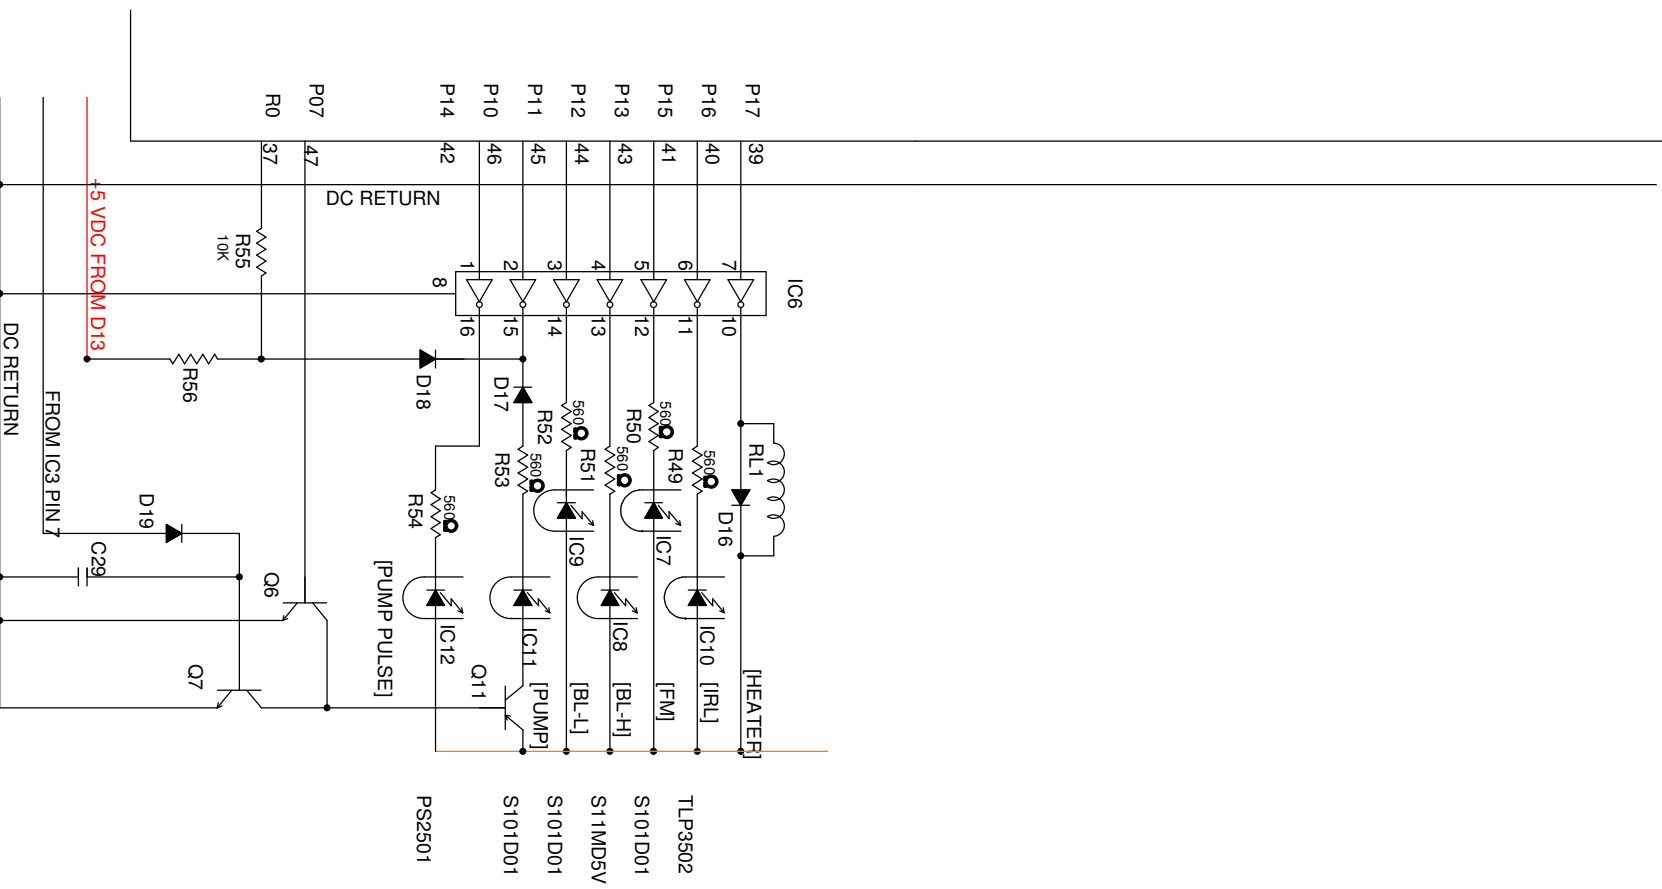 P17
P16
P15
P13
P12
P11
P10
P14
P07
R0
39
40
41
43
44
45
46
42
47
37
DC RETURN
+5 VDC FROM D13
R55
10K
IC6
7
6
5
4
3
2
1
8
10
11
12
13
14
15
16
DC RETURN
FROM IC3 PIN 7
R56
D18
D17
R52
560
R51
560
R50
560
R49
560
R53
560
R54
560
RL1
D16
D19
C29
IC9
IC7
IC12
IC11
IC8
IC10
Q6
Q7
Q11
[PUMP PULSE]
[PUMP]
[BL-L]
[BL-H]
[FM]
[IRL]
[HEATER]
TLP3502
S101D01
S11MD5V
S101D01
S101D01
PS2501